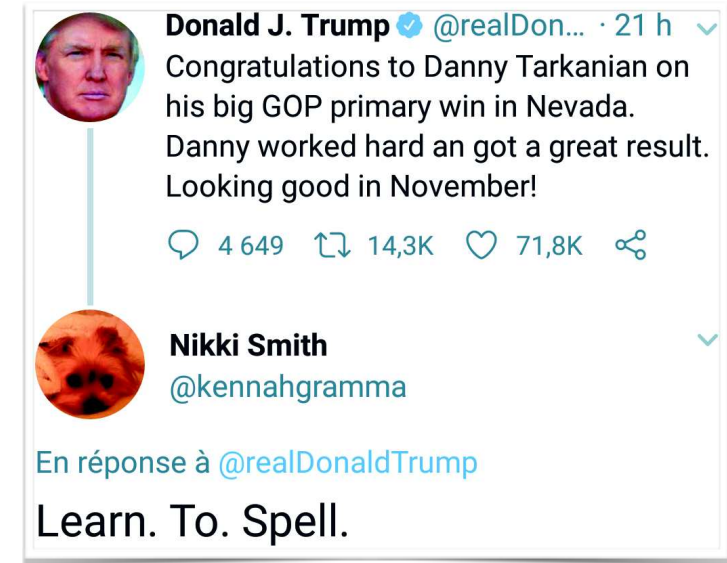 Donald J. Trump @realDon... · 21 h
Congratulations to Danny Tarkanian on
his big GOP primary win in Nevada.
Danny worked hard an got a great result.
Looking good in November!
4 649 14,3K 71,8K
Nikki Smith
@kennahgramma
En réponse à @realDonaldTrump
Learn. To. Spell.